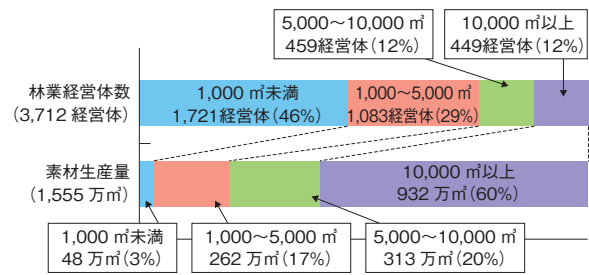 5,000～10,000 ㎥
459経営体(12%)
10,000 ㎥以上
449経営体(12%)
林業経営体数
(3,712 経営体)
1,000 ㎥未満
1,721経営体(46%)
1,000～5,000 ㎥
1,083経営体(29%)
素材生産量
(1,555 万㎥)
10,000 ㎥以上
932 万㎥(60%)
1,000 ㎥未満
48 万㎥(3%)
1,000～5,000 ㎥
262 万㎥(17%)
5,000～10,000 ㎥
313 万㎥(20%)